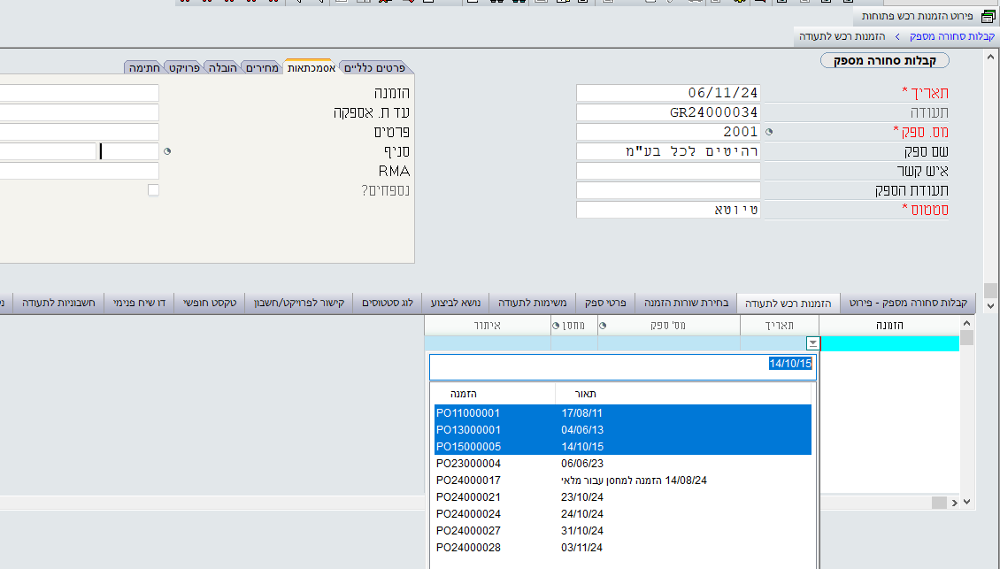 פירוט הזמנות רכש פתוחות
קבלות סחורה מספק > הזמנות רכש לתעודה
קבלות סחורה מספק
פרטים כלליים אסמכתאות מחירים הובלה פרויקט חתימה
תאריך * 06/11/24
תעודה GR24000034
מס. ספק * 2001
שם ספק רהיטים לכל בע"מ
איש קשר
תעודת הספק
סטטוס * טיוטא
הזמנה
עד ת. אספקה
פרטים
סניף
RMA
נספחים?
קבלות סחורה מספק - פירוט הזמנות רכש לתעודה בחירת שורות הזמנה פרטי ספק משימות לתעודה נושא לביצוע לוג סטטוסים קישור לפרויקט/חשבון טקסט חופשי דו שיח פנימי חשבוניות לתעודה
הזמנה תאריך מס' ספק מחסן איתור
14/10/15
הזמנה תאור
PO11000001 17/08/11
PO13000001 04/06/13
PO15000005 14/10/15
PO23000004 06/06/23
PO24000017 14/08/24 הזמנה למחסן עבור מלאי
PO24000021 23/10/24
PO24000024 24/10/24
PO24000027 31/10/24
PO24000028 03/11/24